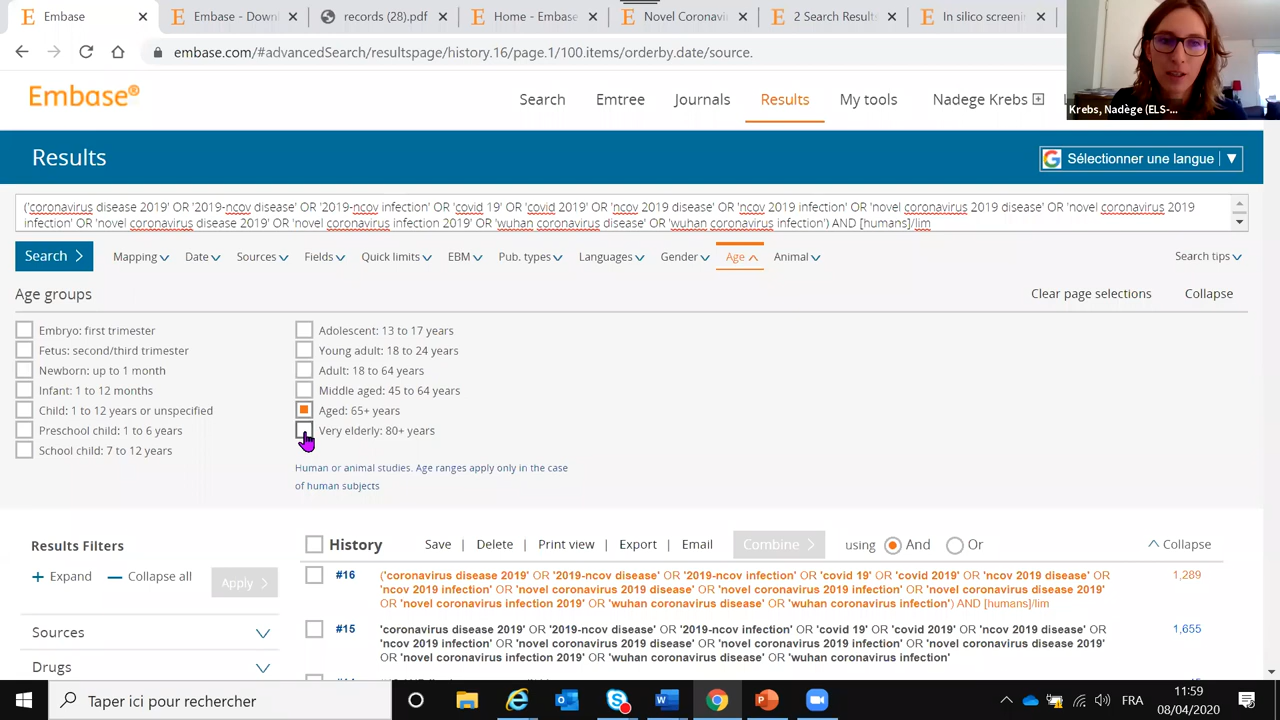 Embase
Embase - Down
records (28).pdf
Home - Embase
Novel Coronavi
2 Search Results
In silico screenin
embase.com/#advancedSearch/resultspage/history.16/page.1/100.items/orderby.date/source.
Krebs, Nadège (ELS-...
Embase®
Search
Emtree
Journals
Results
My tools
Nadege Krebs
Results
Sélectionner une langue
('coronavirus disease 2019' OR '2019-ncov disease' OR '2019-ncov infection' OR 'covid 19' OR 'covid 2019' OR 'ncov 2019 disease' OR 'ncov 2019 infection' OR 'novel coronavirus 2019 disease' OR 'novel coronavirus 2019
infection' OR 'novel coronavirus disease 2019' OR 'novel coronavirus infection 2019' OR 'wuhan coronavirus disease' OR 'wuhan coronavirus infection') AND [humans]/lim
Search >
Mapping
Date
Sources
Fields
Quick limits
EBM
Pub. types
Languages
Gender
Age
Animal
Search tips
Age groups
Clear page selections
Collapse
Embryo: first trimester
Fetus: second/third trimester
Newborn: up to 1 month
Infant: 1 to 12 months
Child: 1 to 12 years or unspecified
Preschool child: 1 to 6 years
School child: 7 to 12 years
Adolescent: 13 to 17 years
Young adult: 18 to 24 years
Adult: 18 to 64 years
Middle aged: 45 to 64 years
Aged: 65+ years
Very elderly: 80+ years
Human or animal studies. Age ranges apply only in the case
of human subjects
Results Filters
+ Expand — Collapse all
Apply >
Sources
Drugs
History
Save | Delete | Print view | Export | Email
Combine >
using
And
Or
Collapse
#16
('coronavirus disease 2019' OR '2019-ncov disease' OR '2019-ncov infection' OR 'covid 19' OR 'covid 2019' OR 'ncov 2019 disease' OR
'ncov 2019 infection' OR 'novel coronavirus 2019 disease' OR 'novel coronavirus 2019 infection' OR 'novel coronavirus disease 2019'
OR 'novel coronavirus infection 2019' OR 'wuhan coronavirus disease' OR 'wuhan coronavirus infection') AND [humans]/lim
1,289
#15
'coronavirus disease 2019' OR '2019-ncov disease' OR '2019-ncov infection' OR 'covid 19' OR 'covid 2019' OR 'ncov 2019 disease' OR
'ncov 2019 infection' OR 'novel coronavirus 2019 disease' OR 'novel coronavirus 2019 infection' OR 'novel coronavirus disease 2019'
OR 'novel coronavirus infection 2019' OR 'wuhan coronavirus disease' OR 'wuhan coronavirus infection'
1,655
Taper ici pour rechercher
FRA
11:59
08/04/2020